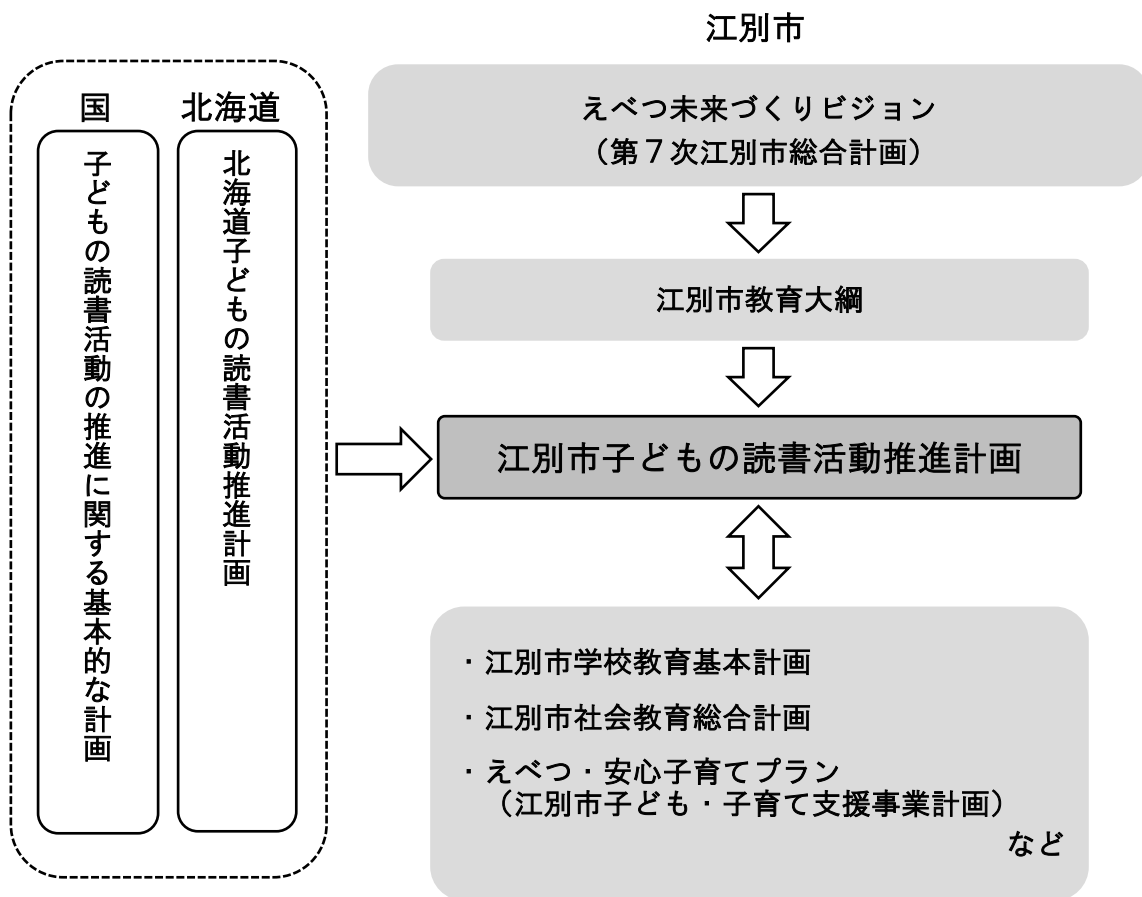 国
子どもの読書活動の推進に関する基本的な計画
北海道
北海道子どもの読書活動推進計画
江別市
えべつ未来づくりビジョン
（第７次江別市総合計画）
江別市教育大綱
江別市子どもの読書活動推進計画
・江別市学校教育基本計画
・江別市社会教育総合計画
・えべつ・安心子育てプラン
（江別市子ども・子育て支援事業計画）
など